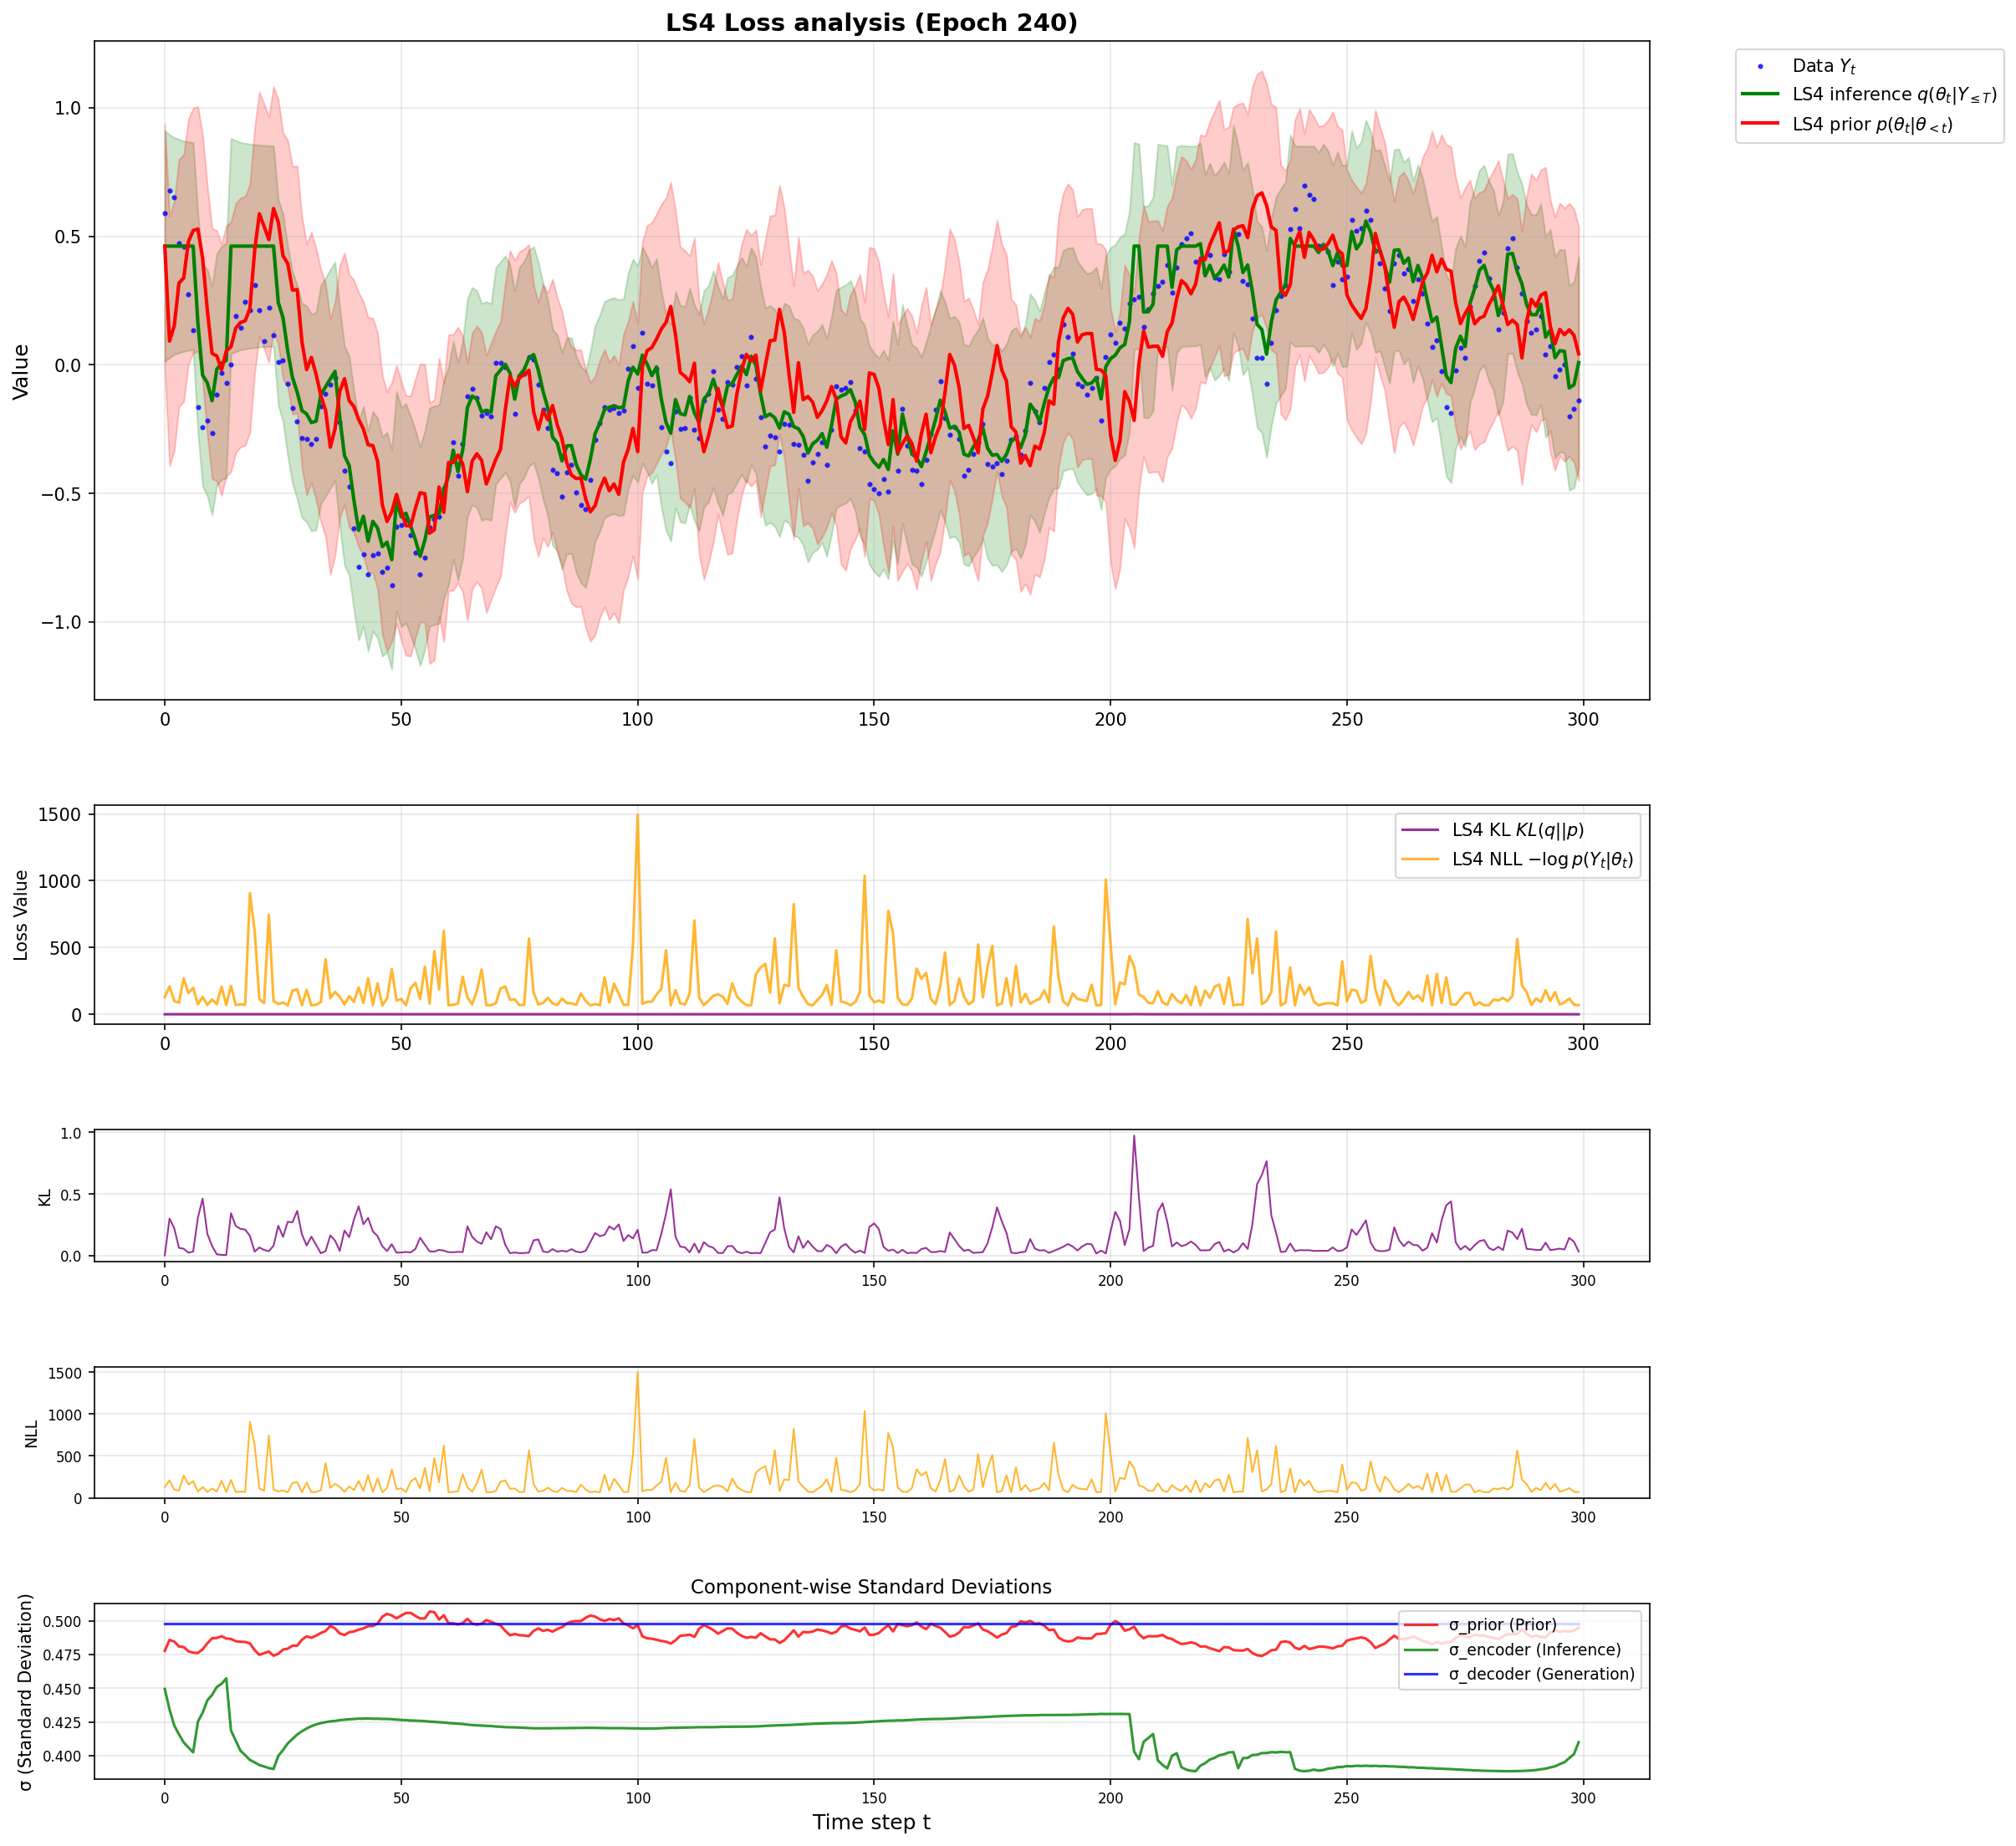 LS4 Loss analysis (Epoch 240)
Value
1.0
0.5
0.0
−0.5
−1.0
0 50 100 150 200 250 300
Data Y_t
LS4 inference q(θ_t|Y_{≤T})
LS4 prior p(θ_t|θ_{<t})
Loss Value
1500
1000
500
0
LS4 KL KL(q||p)
LS4 NLL −log p(Y_t|θ_t)
0 50 100 150 200 250 300
KL
1.0
0.5
0.0
0 50 100 150 200 250 300
NLL
1500
1000
500
0
0 50 100 150 200 250 300
Component-wise Standard Deviations
σ (Standard Deviation)
0.500
0.475
0.450
0.425
0.400
σ_prior (Prior)
σ_encoder (Inference)
σ_decoder (Generation)
0 50 100 150 200 250 300
Time step t